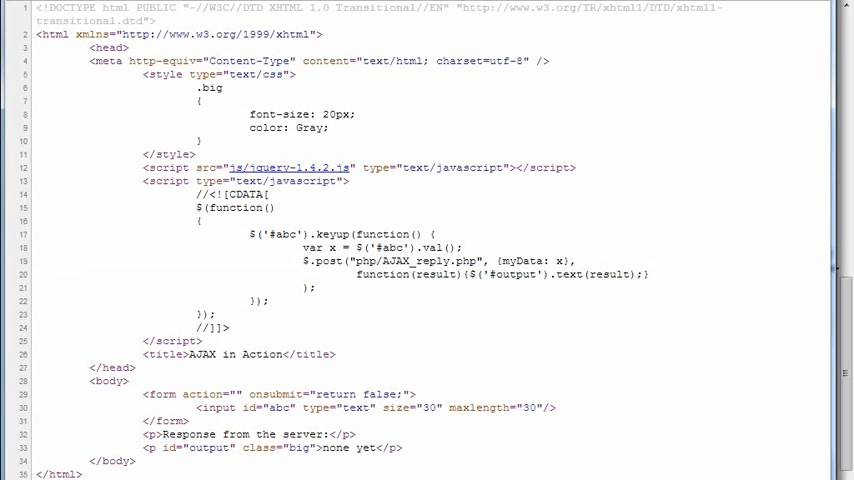 1 <!DOCTYPE html PUBLIC "-//W3C//DTD XHTML 1.0 Transitional//EN" "http://www.w3.org/TR/xhtml1/DTD/xhtml1-
transitional.dtd">
2 <html xmlns="http://www.w3.org/1999/xhtml">
3 <head>
4 <meta http-equiv="Content-Type" content="text/html; charset=utf-8" />
5 <style type="text/css">
6 .big
7 {
8 font-size: 20px;
9 color: Gray;
10 }
11 </style>
12 <script src="js/jquery-1.4.2.js" type="text/javascript"></script>
13 <script type="text/javascript">
14 //<![CDATA[
15 $(function()
16 {
17 $('#abc').keyup(function() {
18 var x = $('#abc').val();
19 $.post("php/AJAX_reply.php", {myData: x},
20 function(result){$('#output').text(result);}
21 );
22 });
23 });
24 //]]>
25 </script>
26 <title>AJAX in Action</title>
27 </head>
28 <body>
29 <form action="" onsubmit="return false;">
30 <input id="abc" type="text" size="30" maxlength="30"/>
31 </form>
32 <p>Response from the server:</p>
33 <p id="output" class="big">none yet</p>
34 </body>
35 </html>